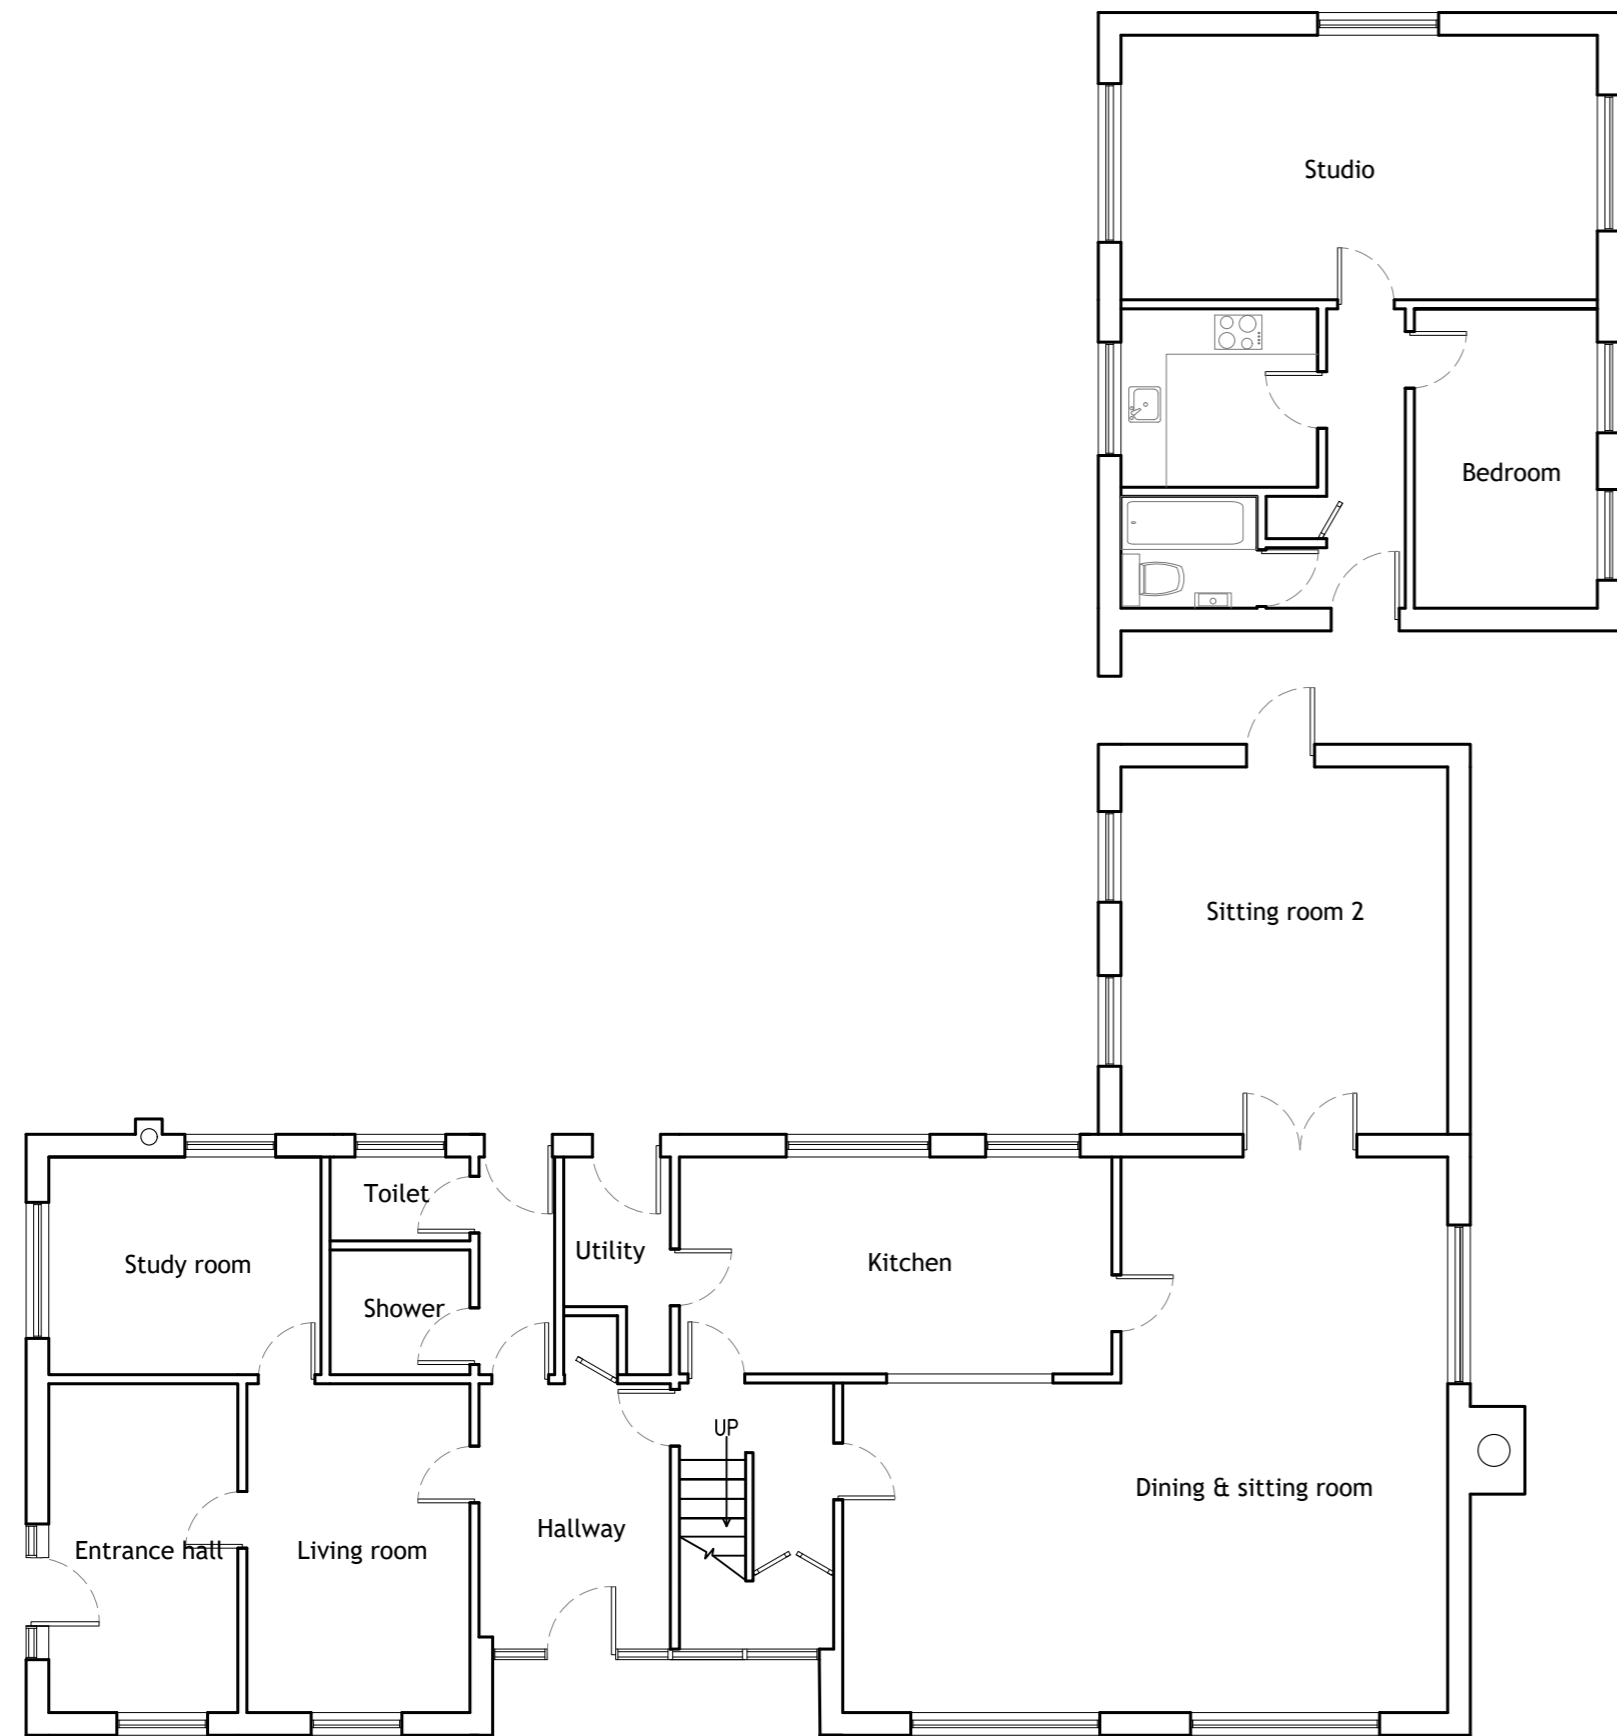 Studio
Bedroom
Sitting room 2
Toilet
Utility
Kitchen
Study room
Shower
UP
Dining & sitting room
Hallway
Entrance hall
Living room